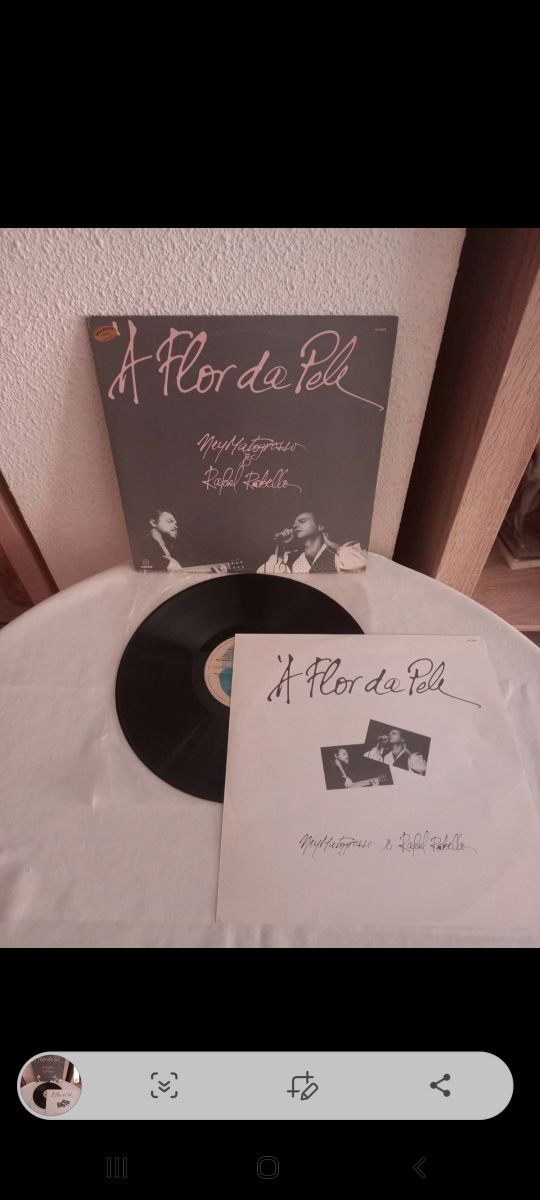 À Flor da Pele
Ney Matogrosso
&
Rafael Rabello
À Flor da Pele
Ney Matogrosso & Rafael Rabello